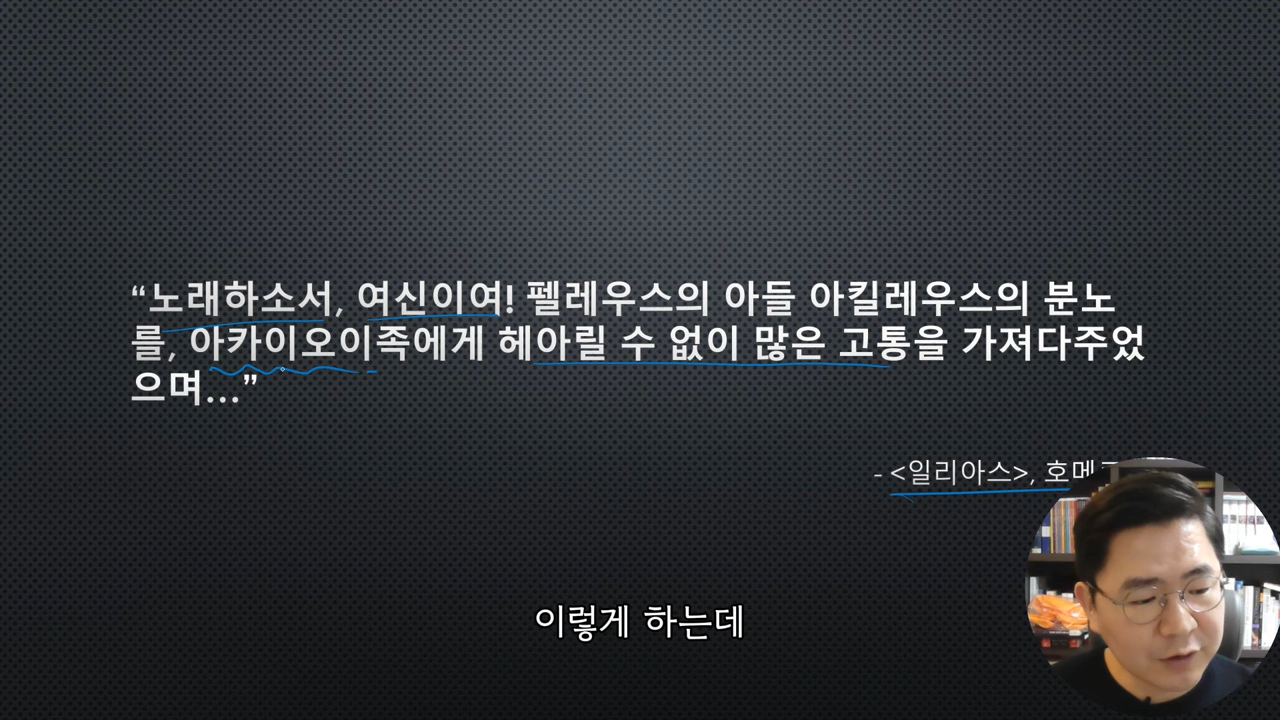 “노래하소서, 여신이여! 펠레우스의 아들 아킬레우스의 분노
를, 아카이오이족에게 헤아릴 수 없이 많은 고통을 가져다주었
으며…”
- <일리아스>,
이렇게 하는데